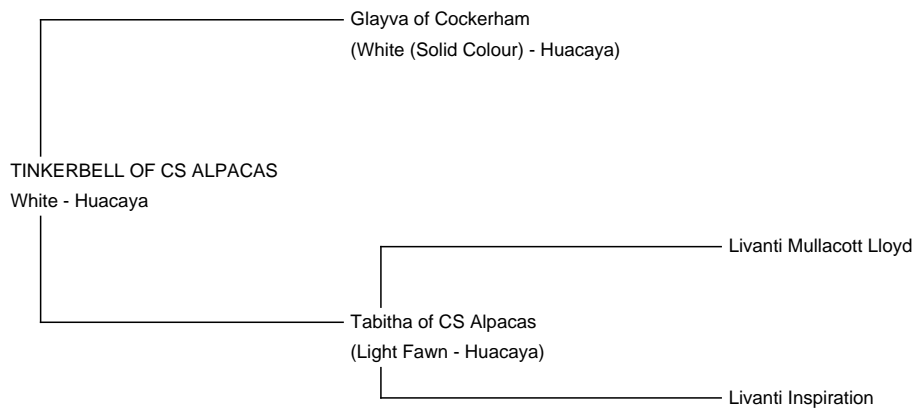 Glayva of Cockerham
(White (Solid Colour) - Huacaya)
TINKERBELL OF CS ALPACAS
White - Huacaya
Livanti Mullacott Lloyd
Tabitha of CS Alpacas
(Light Fawn - Huacaya)
Livanti Inspiration